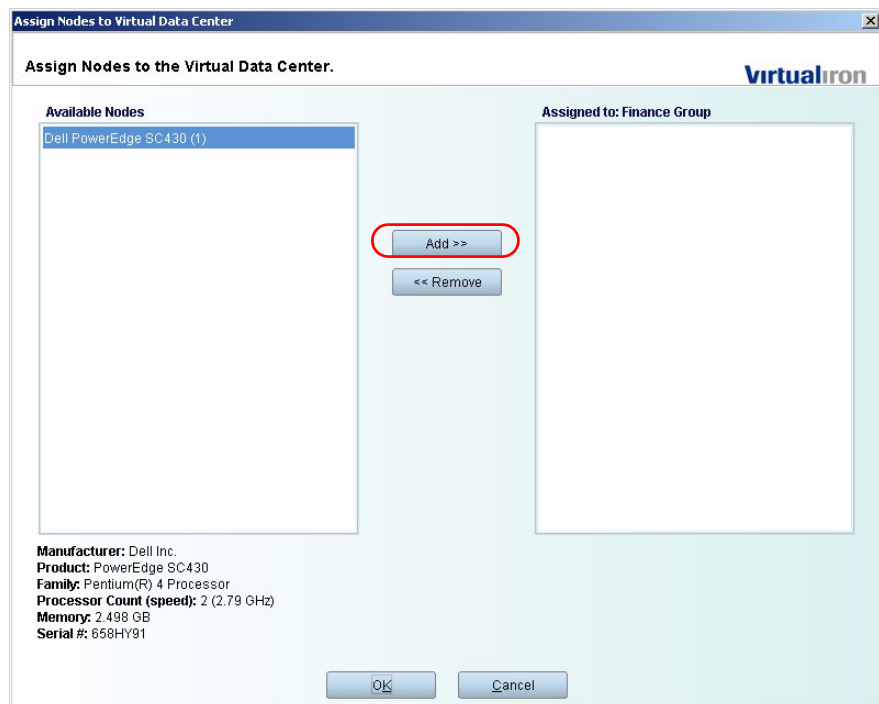 Assign Nodes to Virtual Data Center
Assign Nodes to the Virtual Data Center.
Virtualiron
Available Nodes
Assigned to: Finance Group
Dell PowerEdge SC430 (1)
Add >>
<< Remove
Manufacturer: Dell Inc.
Product: PowerEdge SC430
Family: Pentium(R) 4 Processor
Processor Count (speed): 2 (2.79 GHz)
Memory: 2.498 GB
Serial #: 658HY91
OK
Cancel